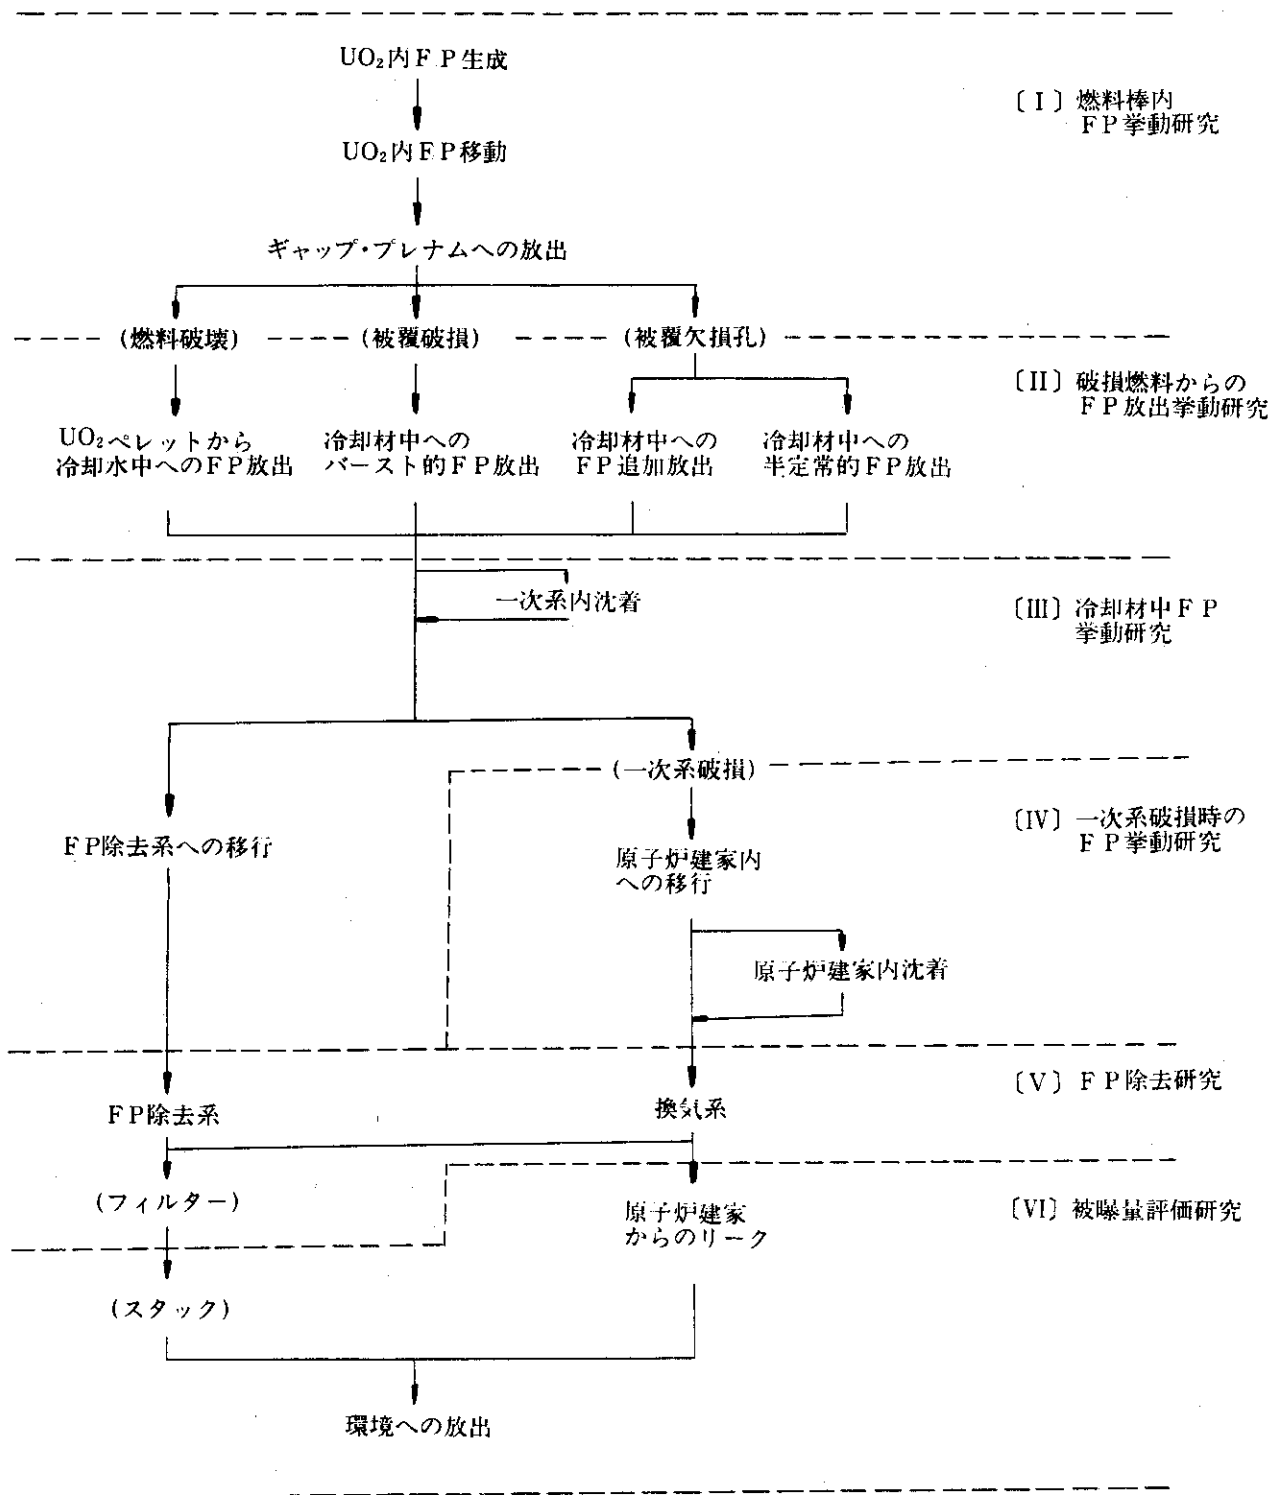 UO₂内FP生成
〔I〕燃料棒内
FP挙動研究
UO₂内FP移動
ギャップ・プレナムへの放出
(燃料破壊)
(被覆破損)
(被覆欠損孔)
〔II〕破損燃料からの
FP放出挙動研究
UO₂ペレットから
冷却水中へのFP放出
冷却材中への
バースト的FP放出
冷却材中への
FP追加放出
冷却材中への
半定常的FP放出
一次系内沈着
〔III〕冷却材中FP
挙動研究
(一次系破損)
〔IV〕一次系破損時の
FP挙動研究
FP除去系への移行
原子炉建家内
への移行
原子炉建家内沈着
〔V〕FP除去研究
FP除去系
換気系
(フィルター)
原子炉建家
からのリーク
〔VI〕被曝量評価研究
(スタック)
環境への放出